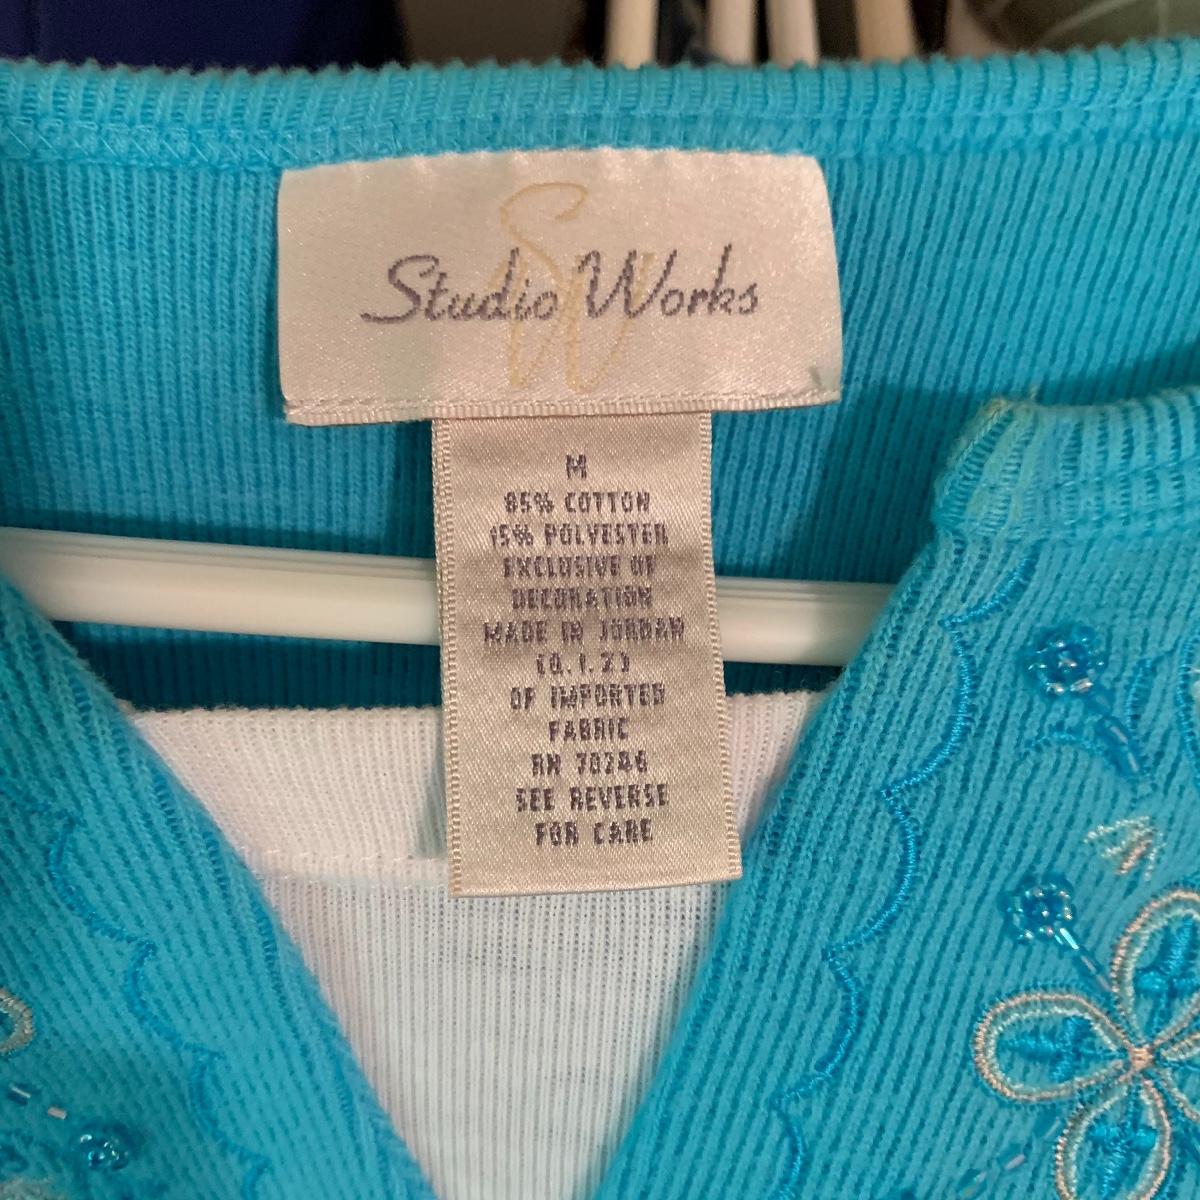 Studio Works
M
85% COTTON
15% POLYESTER
EXCLUSIVE OF
DECORATION
MADE IN JORDAN
(Q.I.Z)
OF IMPORTED
FABRIC
RN 70246
SEE REVERSE
FOR CARE